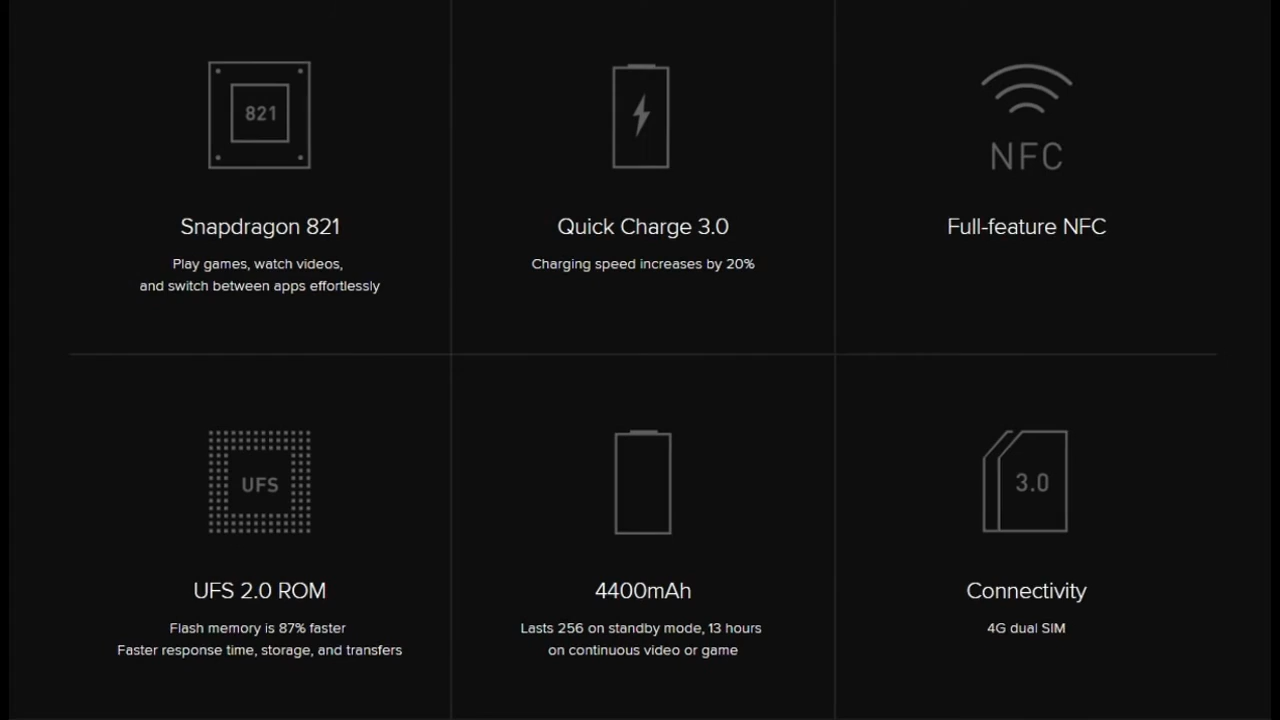 821
Snapdragon 821
Play games, watch videos,
and switch between apps effortlessly
Quick Charge 3.0
Charging speed increases by 20%
NFC
Full-feature NFC
UFS
UFS 2.0 ROM
Flash memory is 87% faster
Faster response time, storage, and transfers
4400mAh
Lasts 256 on standby mode, 13 hours
on continuous video or game
3.0
Connectivity
4G dual SIM